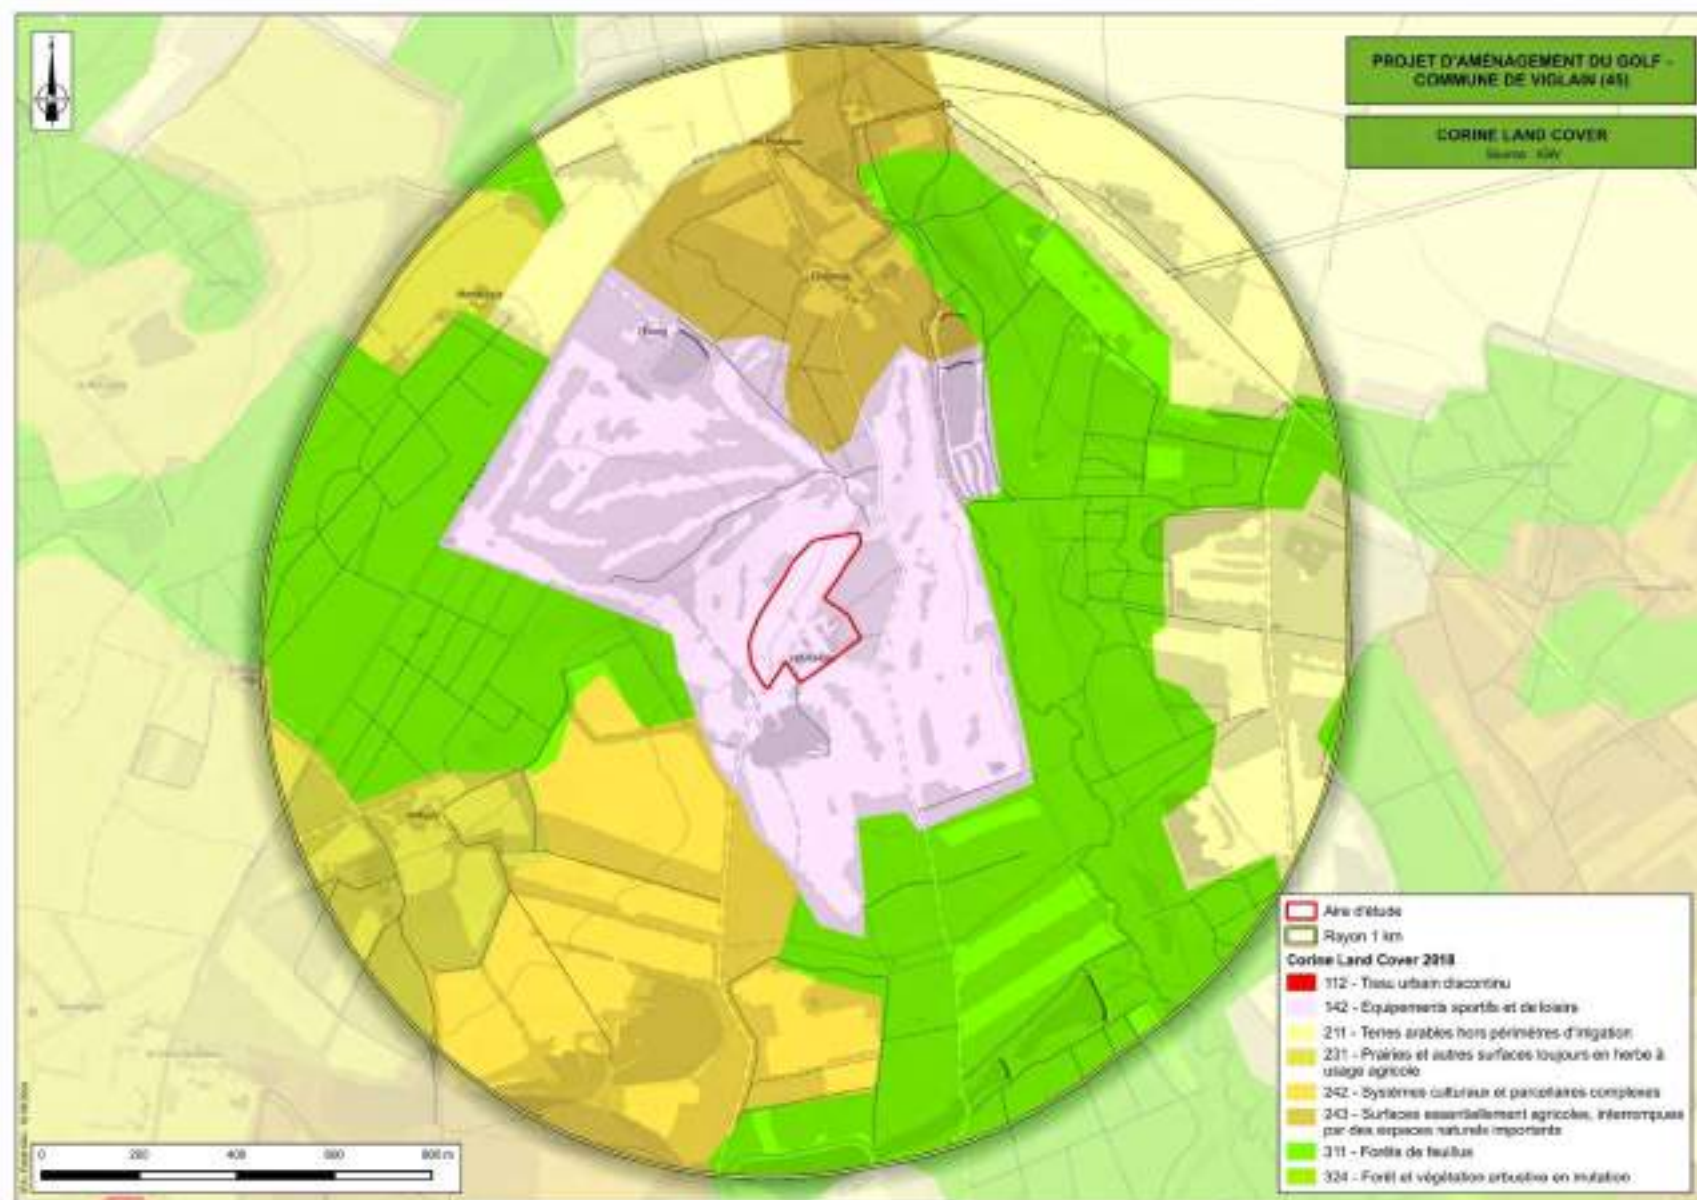 PROJET D'AMÉNAGEMENT DU GOLF -
COMMUNE DE VIGLAIN (45)
CORINE LAND COVER
Source : IGN
Aire d'étude
Rayon 1 km
Corine Land Cover 2018
112 - Tissu urbain discontinu
142 - Equipements sportifs et de loisirs
211 - Terres arables hors périmètres d'irrigation
231 - Prairies et autres surfaces toujours en herbe à
usage agricole
242 - Systèmes culturaux et parcellaires complexes
243 - Surfaces essentiellement agricoles, interrompues
par des espaces naturels importants
311 - Forêts de feuillus
324 - Forêt et végétation arbustive en mutation
0 200 400 600 800 m